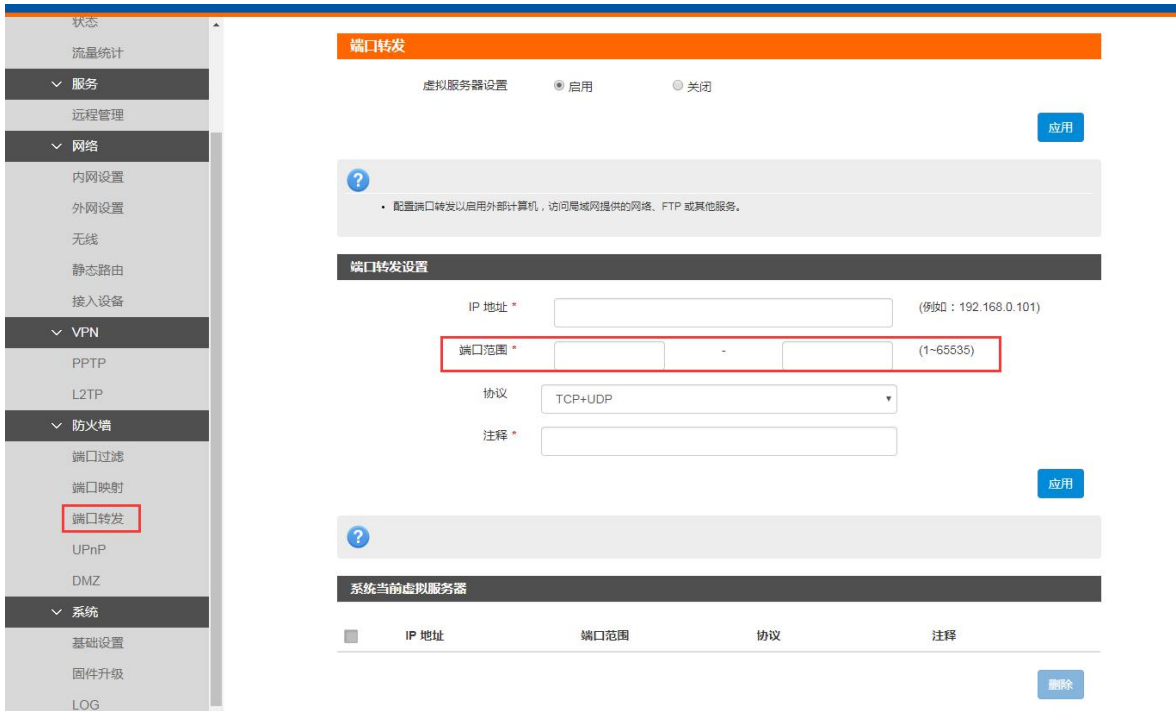 状态
流量统计
服务
远程管理
网络
内网设置
外网设置
无线
静态路由
接入设备
VPN
PPTP
L2TP
防火墙
端口过滤
端口映射
端口转发
UPnP
DMZ
系统
基础设置
固件升级
LOG
端口转发
虚拟服务器设置 启用 关闭
应用
• 配置端口转发以启用外部计算机，访问局域网提供的网络、FTP 或其他服务。
端口转发设置
IP 地址 * (例如：192.168.0.101)
端口范围 * - (1~65535)
协议 TCP+UDP
注释 *
应用
系统当前虚拟服务器
IP 地址 端口范围 协议 注释
删除